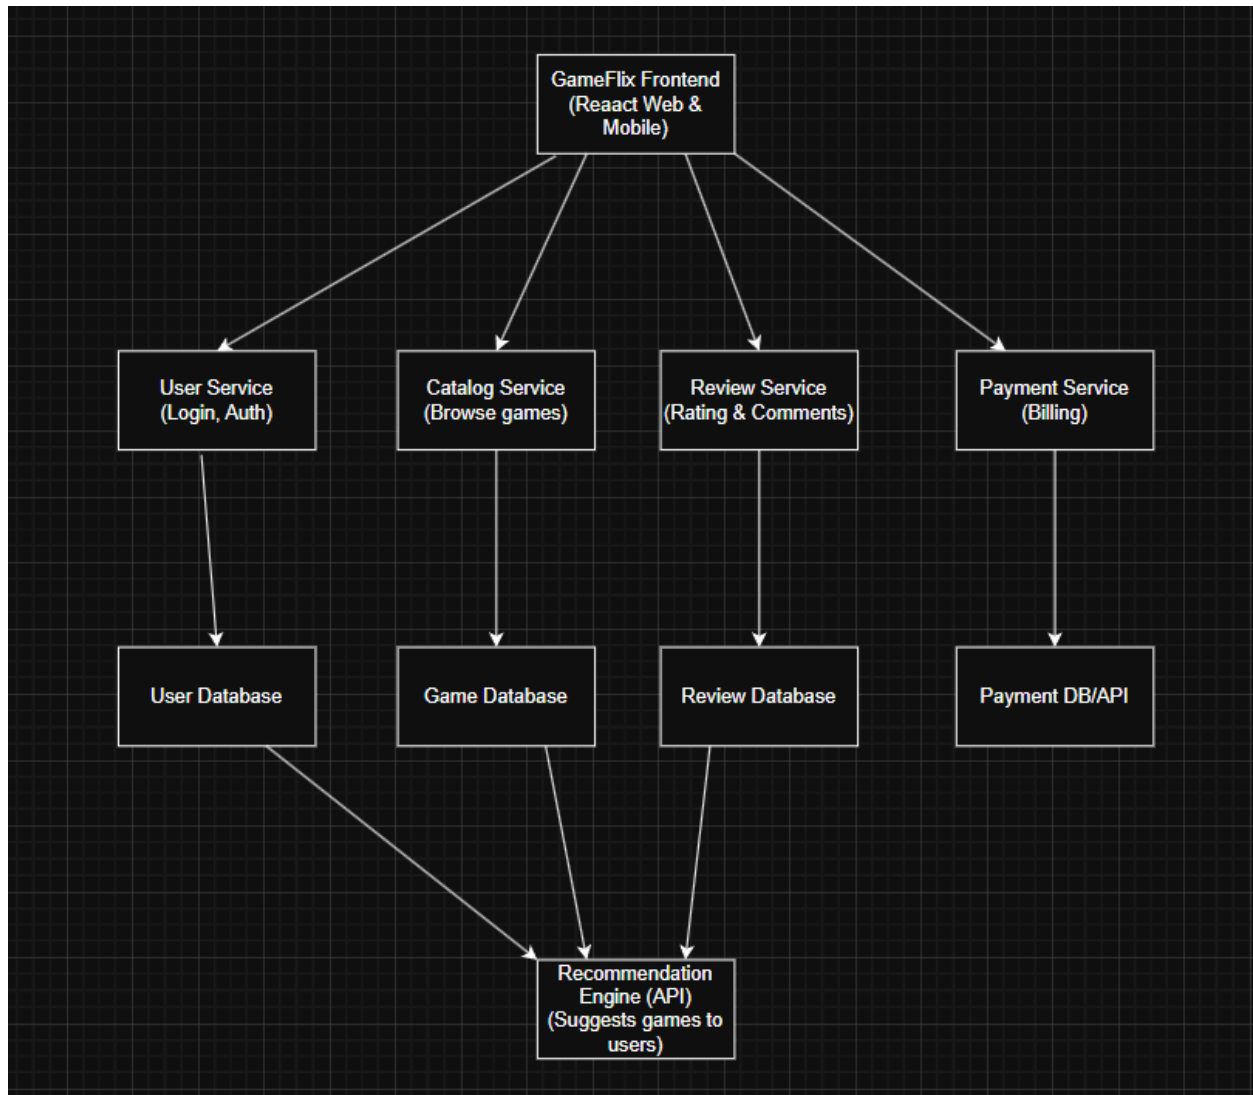 GameFlix Frontend
(Reaact Web &
Mobile)
User Service
(Login, Auth)
Catalog Service
(Browse games)
Review Service
(Rating & Comments)
Payment Service
(Billing)
User Database
Game Database
Review Database
Payment DB/API
Recommendation
Engine (API)
(Suggests games to
users)